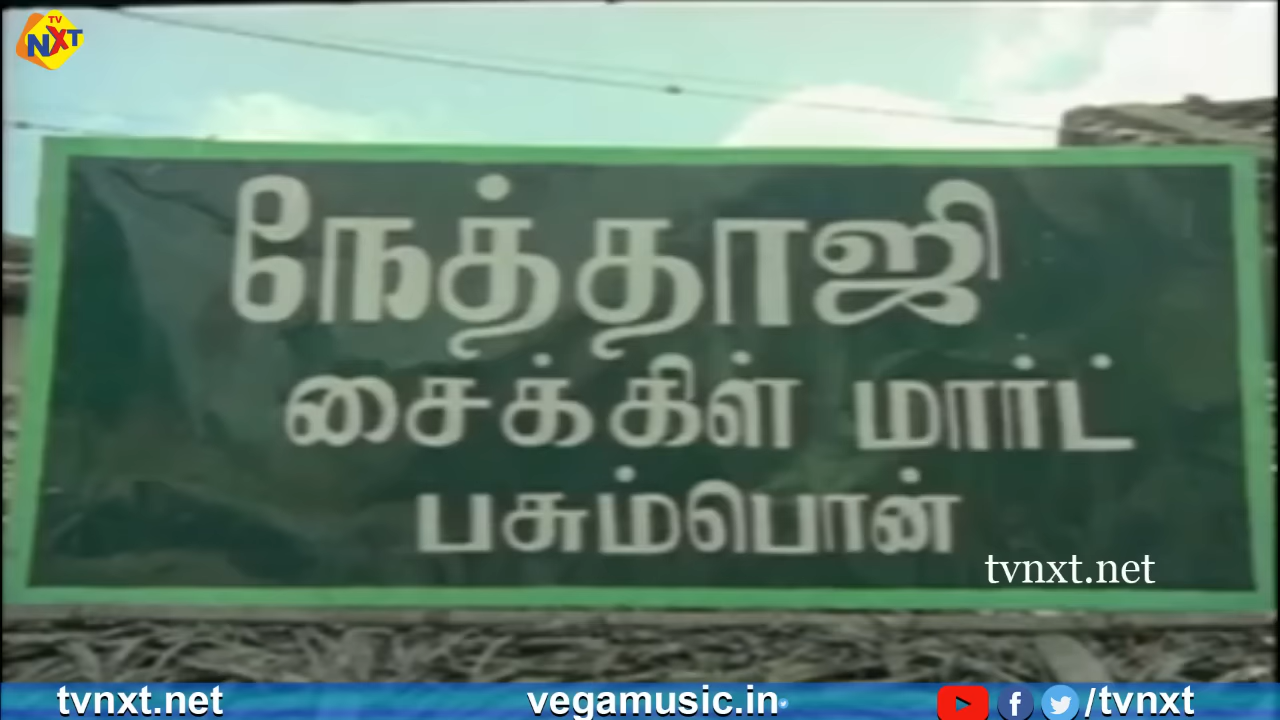 TV
NXT
நேத்தாஜி
சைக்கிள் மார்ட்
பசும்பொன்
tvnxt.net
tvnxt.net
vegamusic.in
/tvnxt